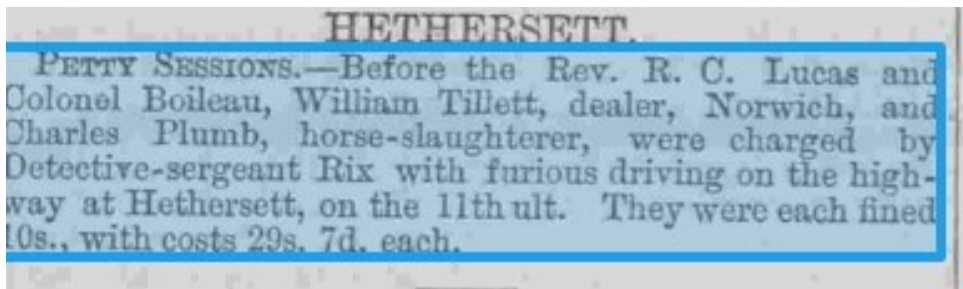 HETHERSETT.
PETTY SESSIONS.—Before the Rev. R. C. Lucas and
Colonel Boileau, William Tillett, dealer, Norwich, and
Charles Plumb, horse-slaughterer, were charged by
Detective-sergeant Rix with furious driving on the high-
way at Hethersett, on the 11th ult. They were each fined
10s., with costs 29s. 7d. each.